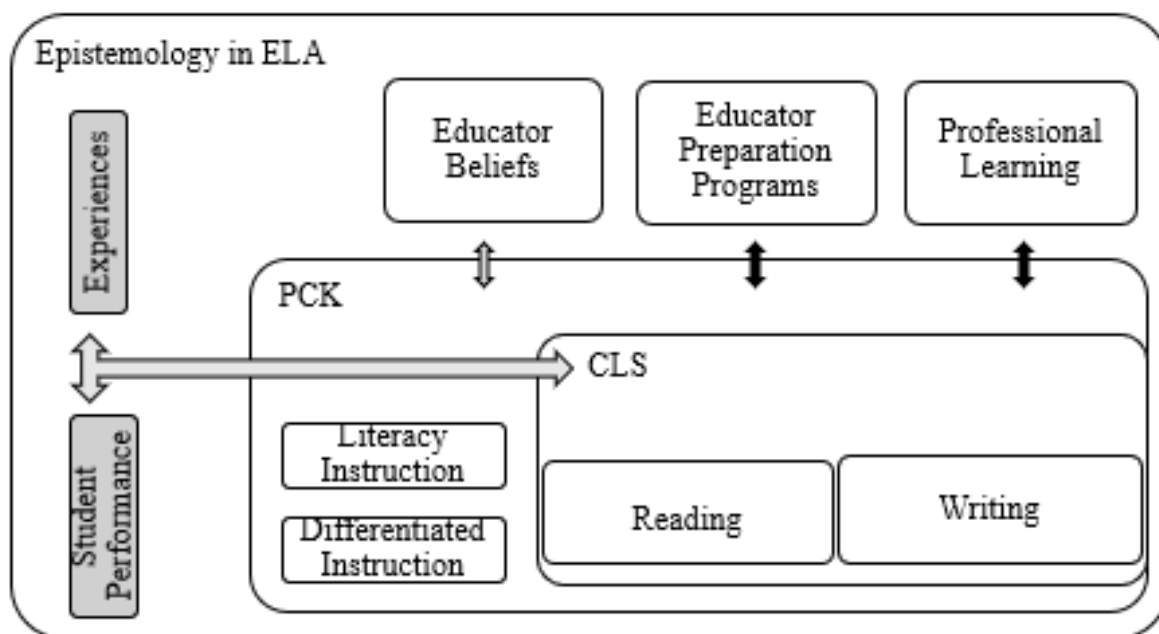 Epistemology in ELA
Experiences
Educator
Beliefs
Educator
Preparation
Programs
Professional
Learning
PCK
CLS
Literacy
Instruction
Differentiated
Instruction
Reading
Writing
Student
Performance